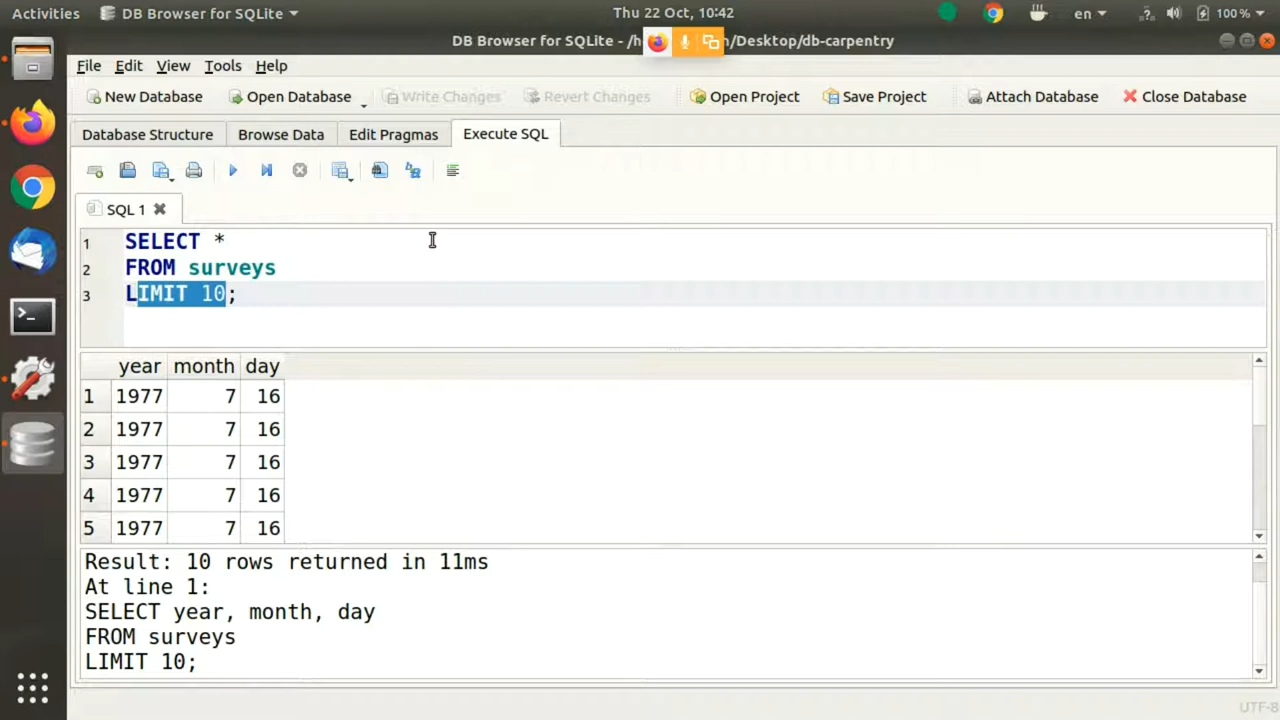 Activities DB Browser for SQLite Thu 22 Oct, 10:42 en 100 %
DB Browser for SQLite - /h n/Desktop/db-carpentry
File Edit View Tools Help
New Database Open Database Write Changes Revert Changes Open Project Save Project Attach Database Close Database
Database Structure Browse Data Edit Pragmas Execute SQL
SQL 1
1 SELECT *
2 FROM surveys
3 LIMIT 10;
year month day
1 1977 7 16
2 1977 7 16
3 1977 7 16
4 1977 7 16
5 1977 7 16
Result: 10 rows returned in 11ms
At line 1:
SELECT year, month, day
FROM surveys
LIMIT 10;
UTF-8